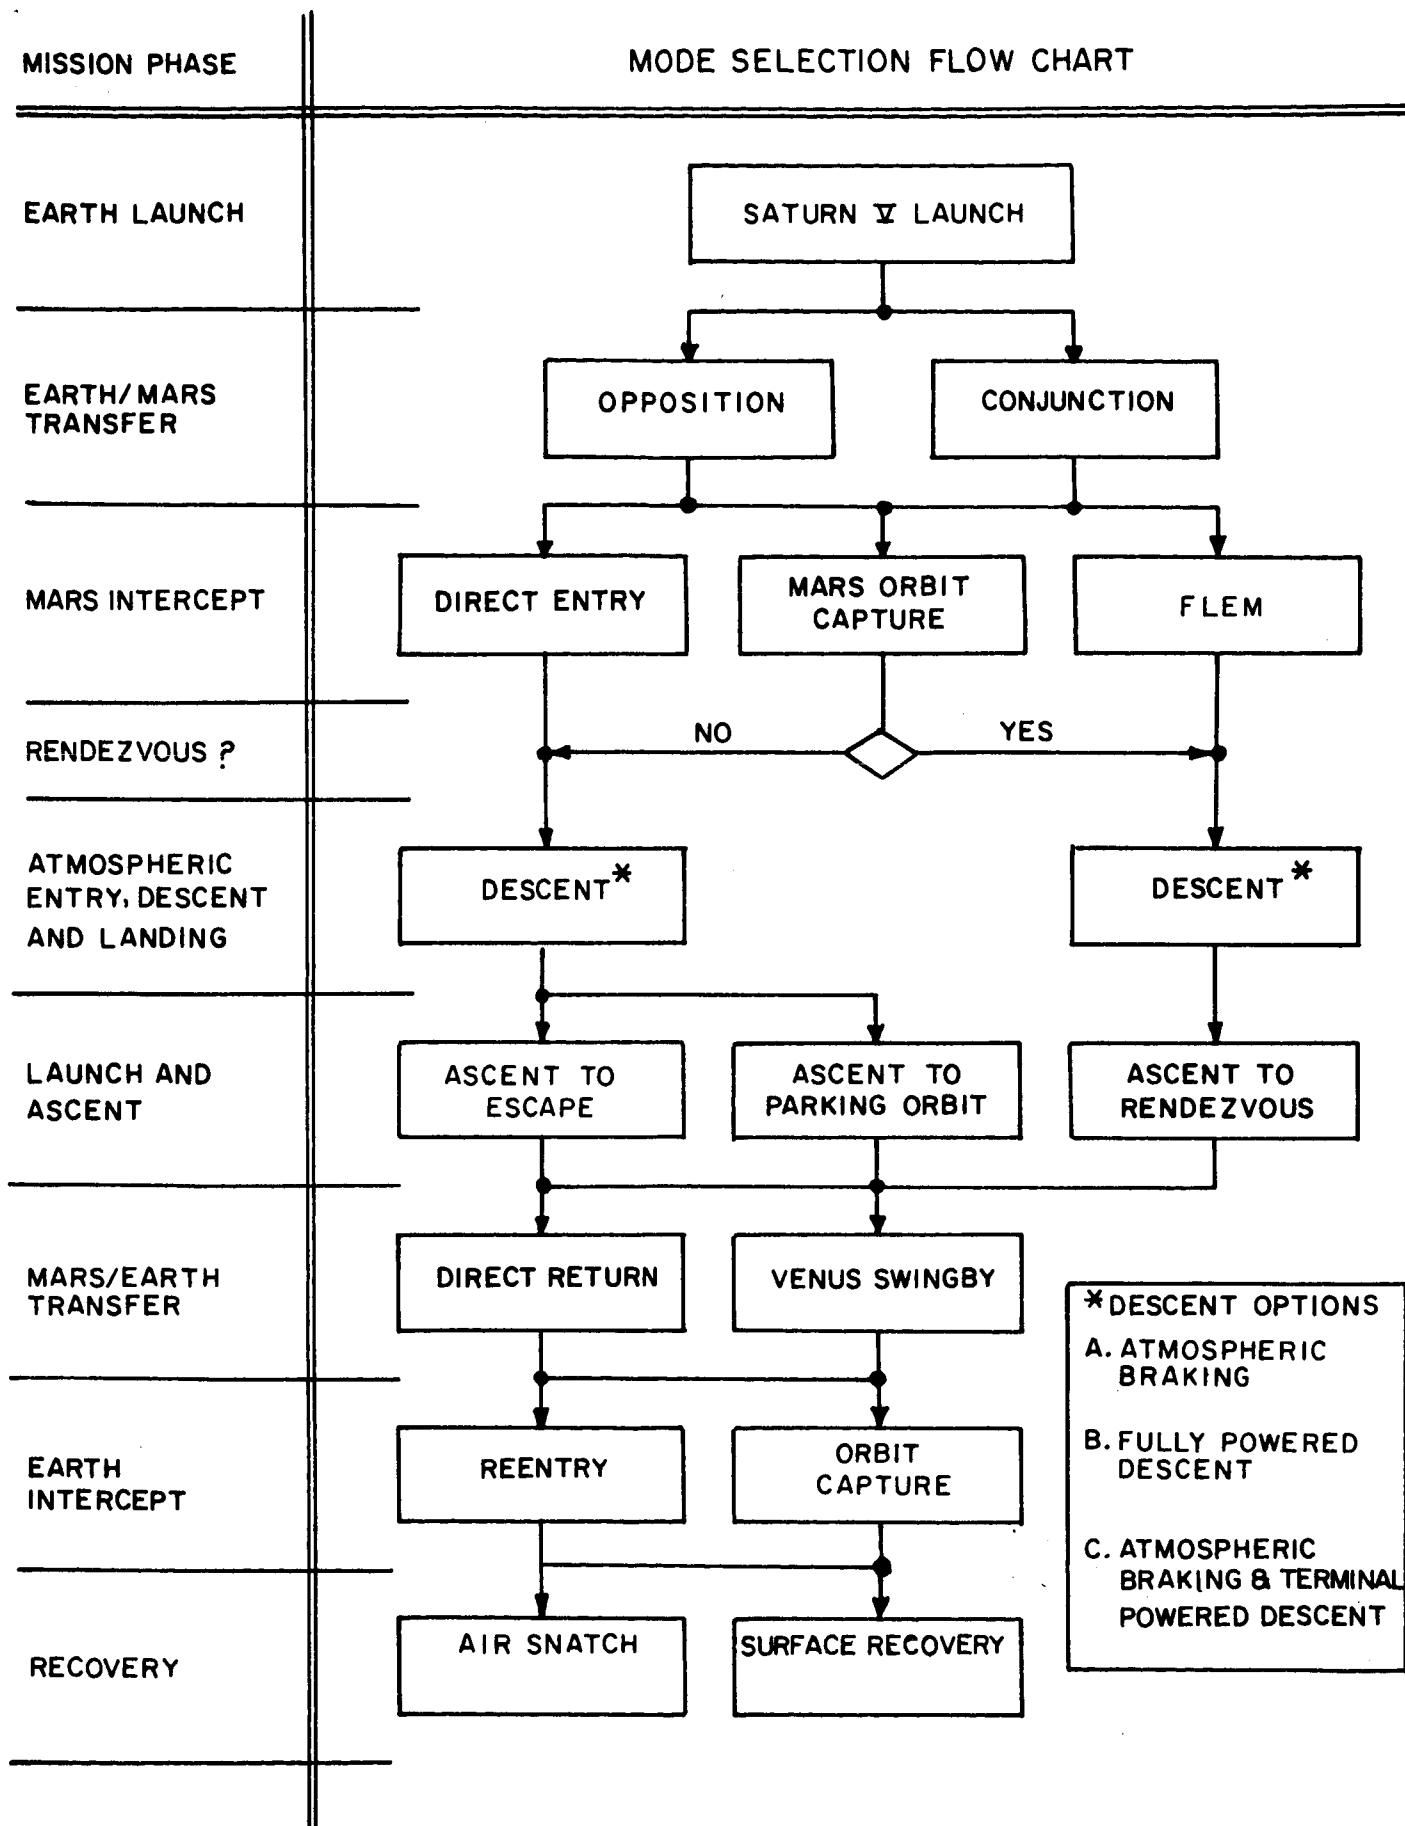 MISSION PHASE
MODE SELECTION FLOW CHART
EARTH LAUNCH
SATURN V LAUNCH
EARTH/MARS
TRANSFER
OPPOSITION
CONJUNCTION
MARS INTERCEPT
DIRECT ENTRY
MARS ORBIT
CAPTURE
FLEM
RENDEZVOUS ?
NO
YES
ATMOSPHERIC
ENTRY, DESCENT
AND LANDING
DESCENT*
DESCENT*
LAUNCH AND
ASCENT
ASCENT TO
ESCAPE
ASCENT TO
PARKING ORBIT
ASCENT TO
RENDEZVOUS
MARS/EARTH
TRANSFER
DIRECT RETURN
VENUS SWINGBY
EARTH
INTERCEPT
REENTRY
ORBIT
CAPTURE
RECOVERY
AIR SNATCH
SURFACE RECOVERY
*DESCENT OPTIONS
A. ATMOSPHERIC
BRAKING
B. FULLY POWERED
DESCENT
C. ATMOSPHERIC
BRAKING & TERMINAL
POWERED DESCENT